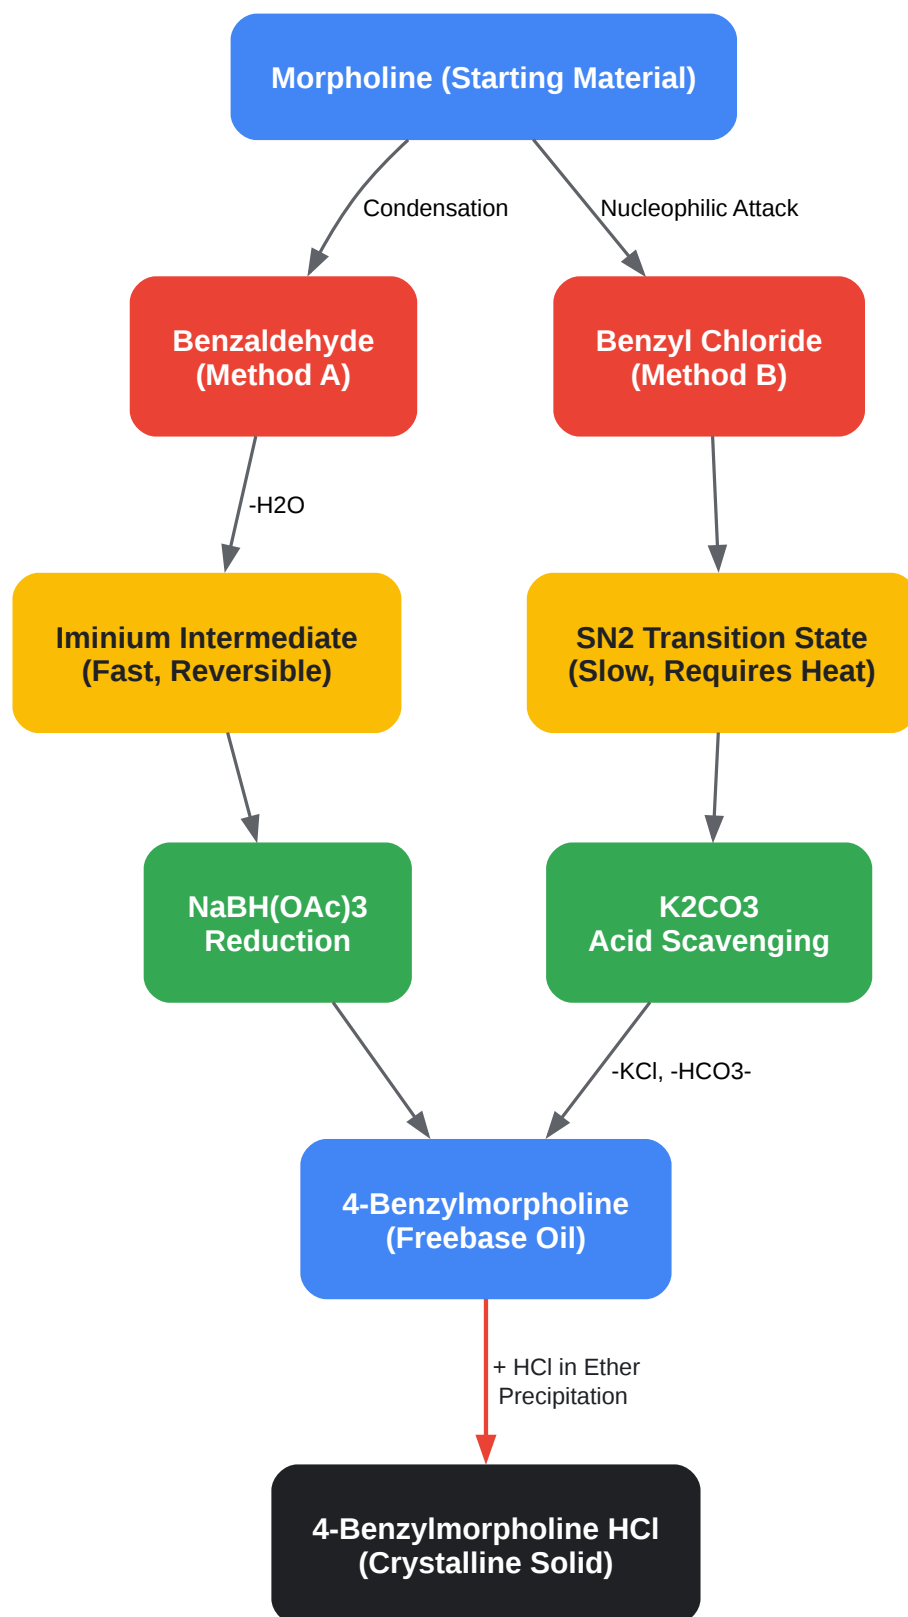 Morpholine (Starting Material)
Condensation
Nucleophilic Attack
Benzaldehyde
(Method A)
Benzyl Chloride
(Method B)
-H2O
Iminium Intermediate
(Fast, Reversible)
SN2 Transition State
(Slow, Requires Heat)
NaBH(OAc)3
Reduction
K2CO3
Acid Scavenging
-KCl, -HCO3-
4-Benzylmorpholine
(Freebase Oil)
+ HCl in Ether
Precipitation
4-Benzylmorpholine HCl
(Crystalline Solid)